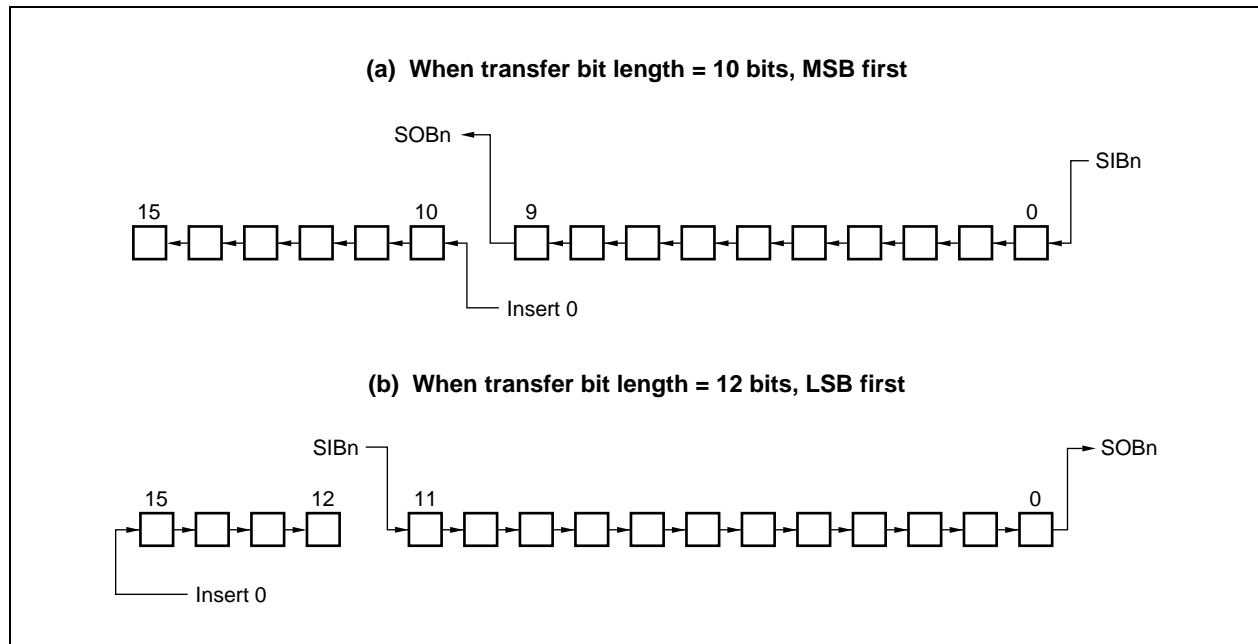 (a) When transfer bit length = 10 bits, MSB first
SOBn
SIBn
15 10 9 0
Insert 0
(b) When transfer bit length = 12 bits, LSB first
SIBn SOBn
15 12 11 0
Insert 0